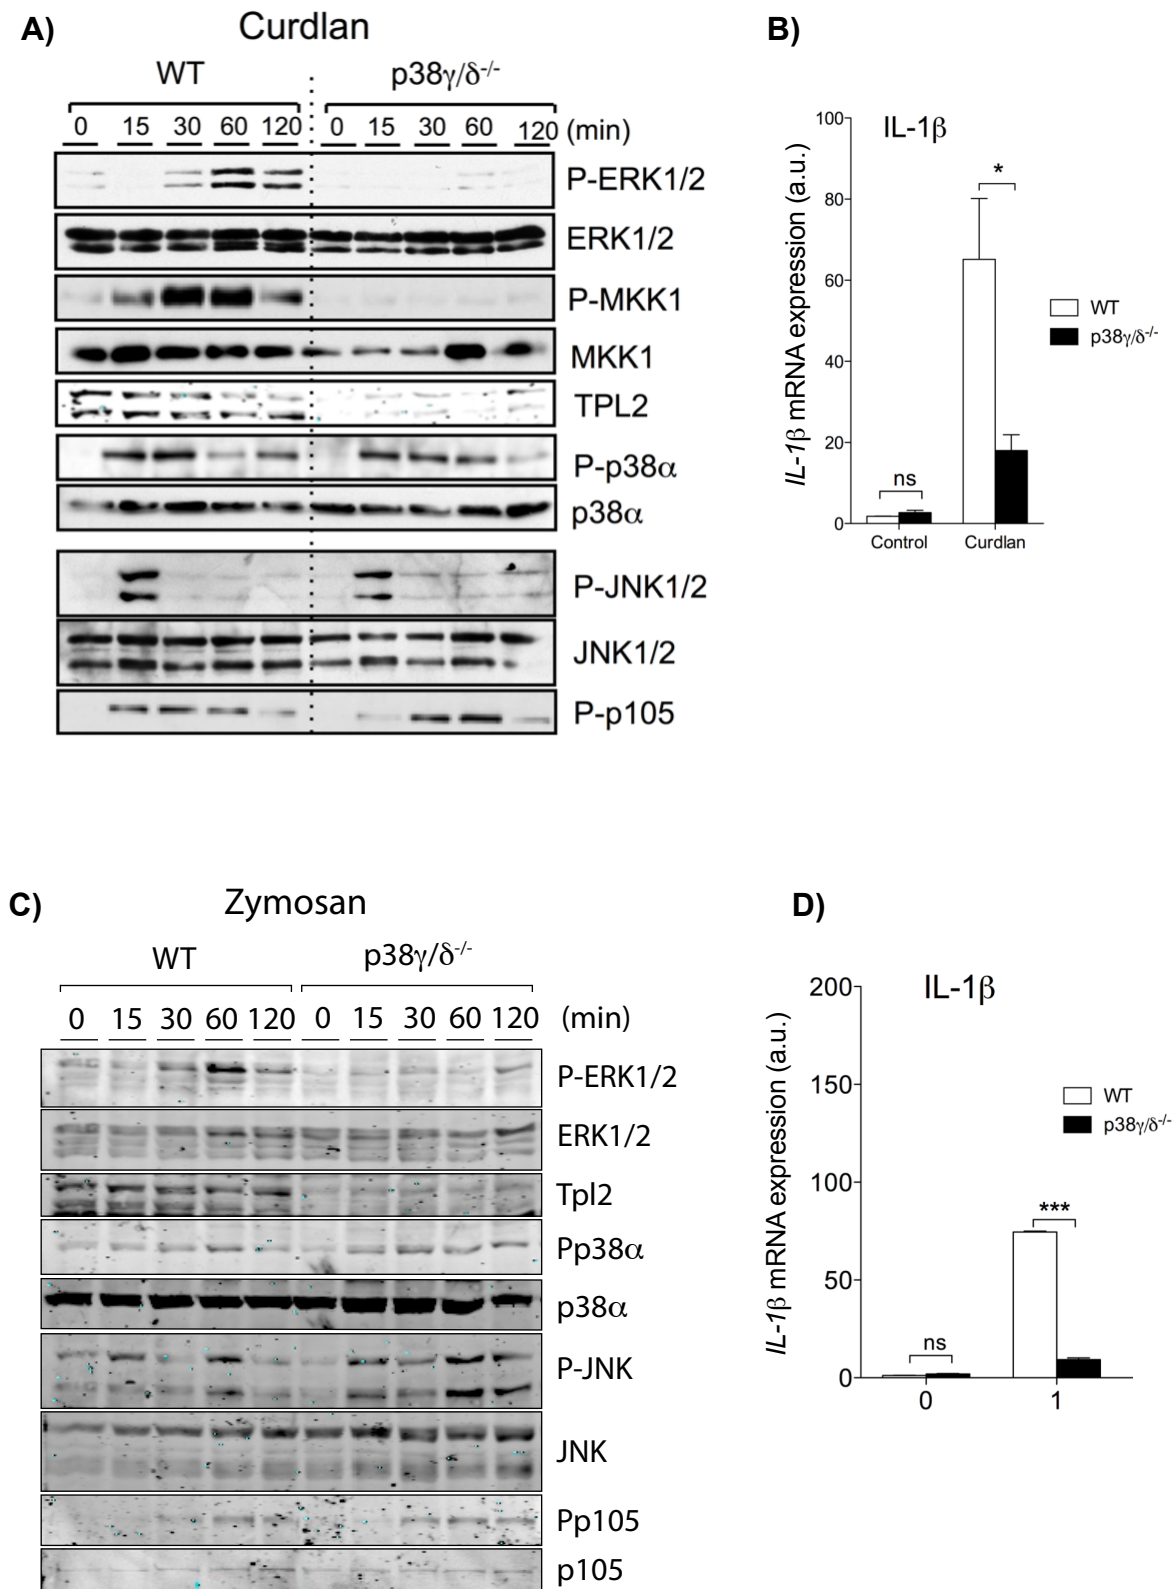 A)
Curdlan
WT p38γ/δ-/-
0 15 30 60 120 0 15 30 60 120 (min)
P-ERK1/2
ERK1/2
P-MKK1
MKK1
TPL2
P-p38α
p38α
P-JNK1/2
JNK1/2
P-p105
B)
IL-1β
IL-1β mRNA expression (a.u.)
100
80
60
40
20
0
*
ns
Control Curdlan
WT
p38γ/δ-/-
C)
Zymosan
WT p38γ/δ-/-
0 15 30 60 120 0 15 30 60 120 (min)
P-ERK1/2
ERK1/2
Tpl2
Pp38α
p38α
P-JNK
JNK
Pp105
p105
D)
IL-1β
IL-1β mRNA expression (a.u.)
200
150
100
50
0
***
ns
0 1
WT
p38γ/δ-/-